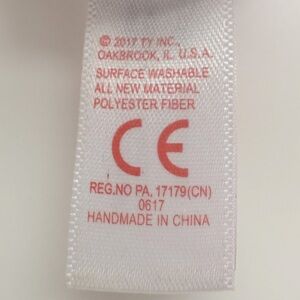 © 2017 TY INC.,
OAKBROOK, IL. U.S.A.
SURFACE WASHABLE
ALL NEW MATERIAL
POLYESTER FIBER
CE
REG.NO PA. 17179(CN)
0617
HANDMADE IN CHINA